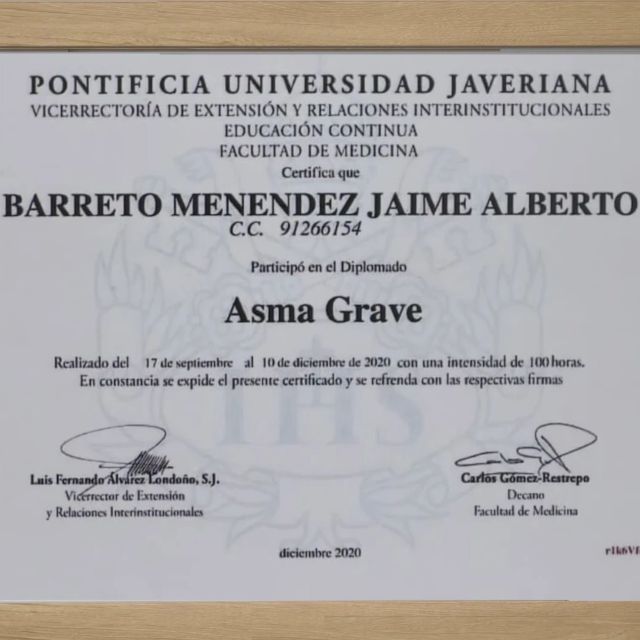 PONTIFICIA UNIVERSIDAD JAVERIANA
VICERRECTORÍA DE EXTENSIÓN Y RELACIONES INTERINSTITUCIONALES
EDUCACIÓN CONTINUA
FACULTAD DE MEDICINA
Certifica que
BARRETO MENENDEZ JAIME ALBERTO
C.C. 91266154
Participó en el Diplomado
Asma Grave
Realizado del 17 de septiembre al 10 de diciembre de 2020 con una intensidad de 100 horas.
En constancia se expide el presente certificado y se refrenda con las respectivas firmas
Luis Fernando Álvarez Londoño, S.J.
Vicerrector de Extensión
y Relaciones Interinstitucionales
Carlos Gómez-Restrepo
Decano
Facultad de Medicina
diciembre 2020
IHS